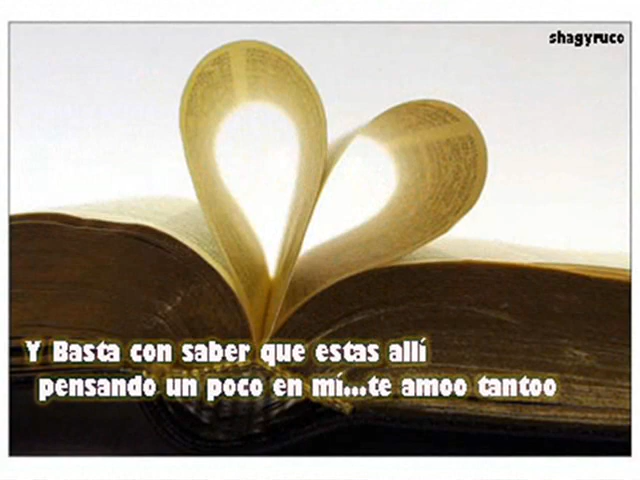 shagyruco
Y Basta con saber que estas allí
pensando un poco en mí...te amoo tantoo